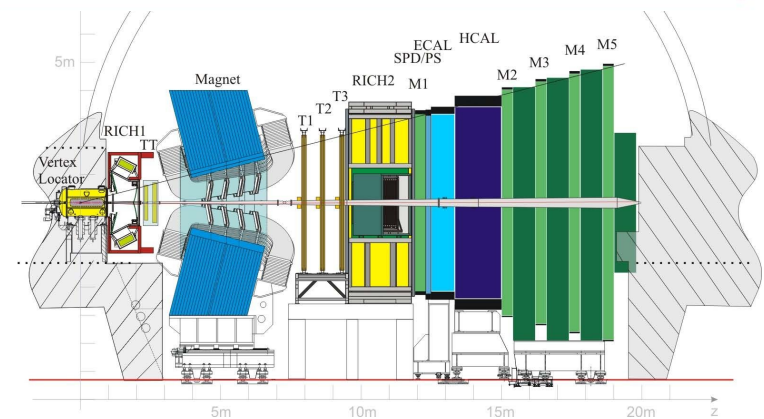 HCAL
ECAL
SPD/PS
M5
M4
M3
M2
M1
RICH2
T3
T2
T1
Magnet
RICH1
TT
Vertex
Locator
5m
5m
10m
15m
20m
z